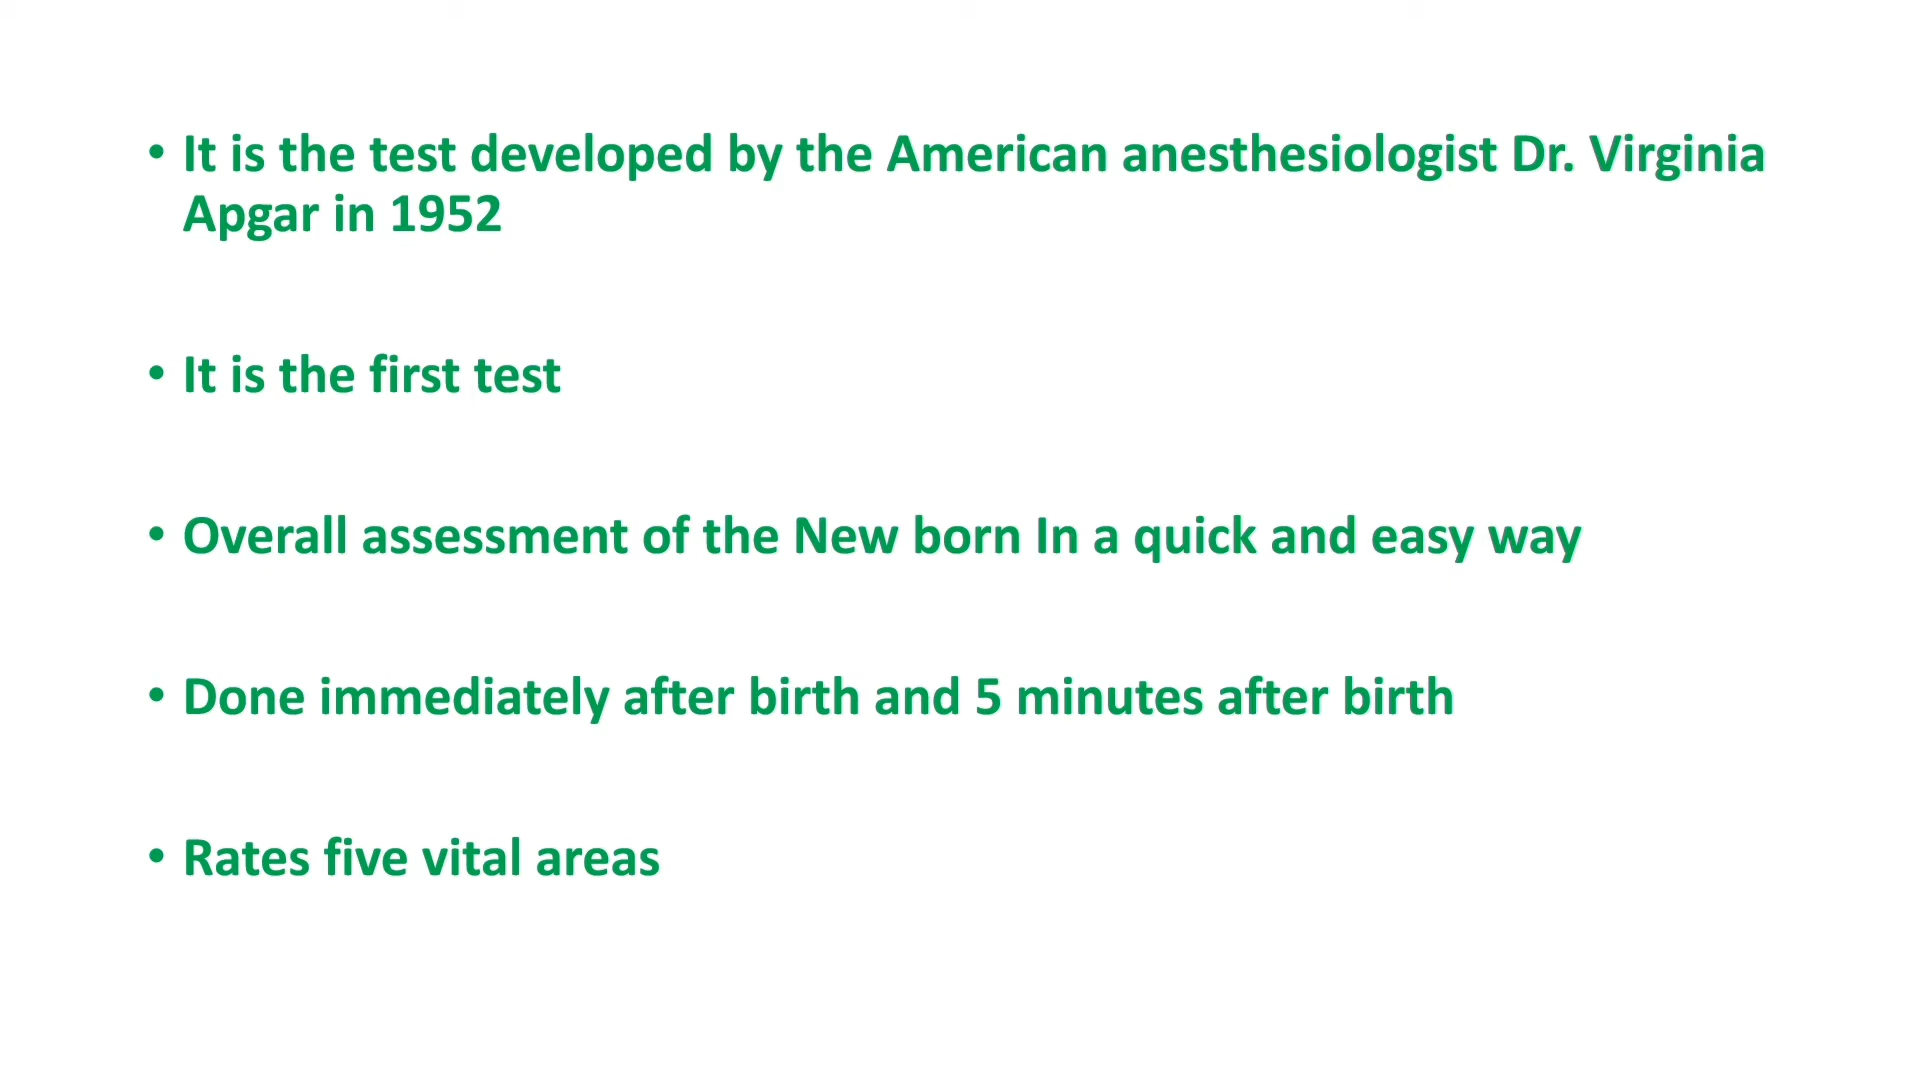 • It is the test developed by the American anesthesiologist Dr. Virginia
Apgar in 1952
• It is the first test
• Overall assessment of the New born In a quick and easy way
• Done immediately after birth and 5 minutes after birth
• Rates five vital areas